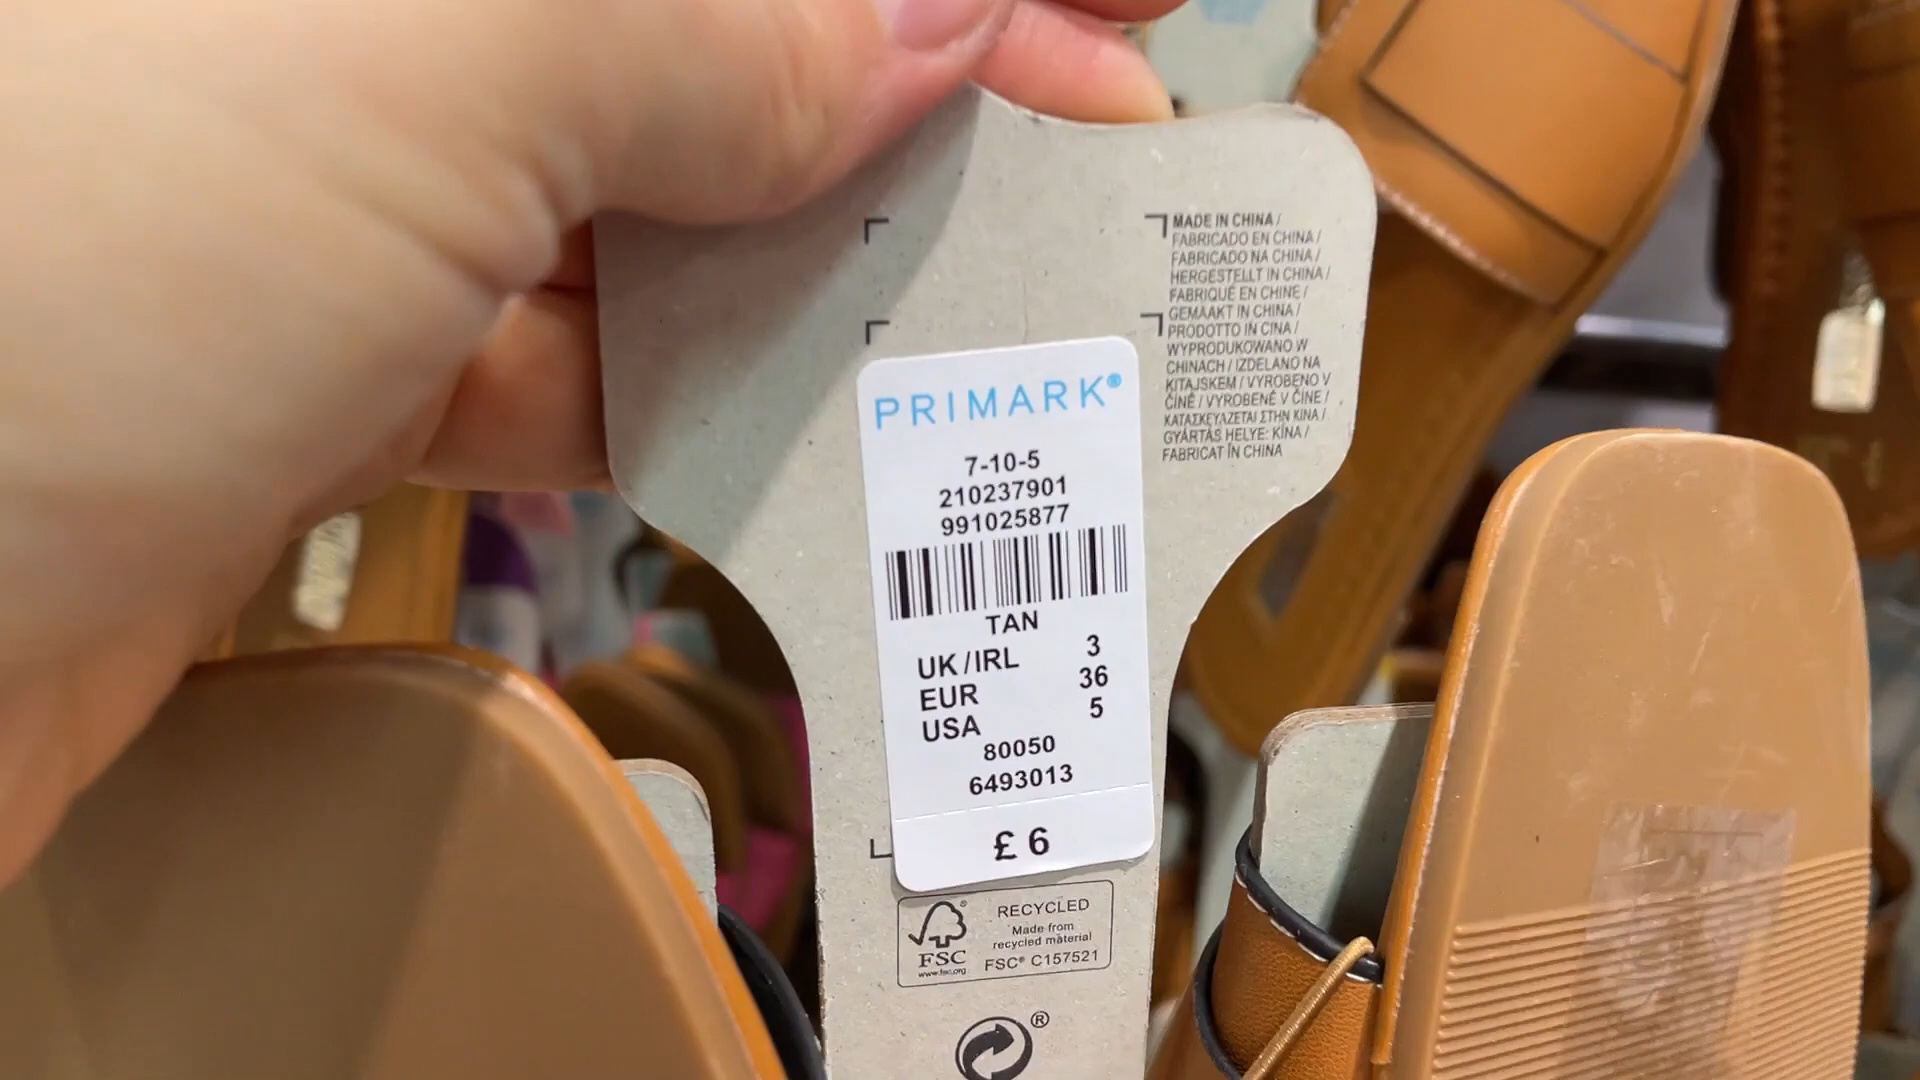 MADE IN CHINA /
FABRICADO EN CHINA /
FABRICADO NA CHINA /
HERGESTELLT IN CHINA /
FABRIQUÉ EN CHINE /
GEMAAKT IN CHINA /
PRODOTTO IN CINA /
WYPRODUKOWANO W
CHINACH / IZDELANO NA
KITAJSKEM / VYROBENO V
ČÍNĚ / VYROBENÉ V ČÍNE /
ΚΑΤΑΣΚΕΥΑΖΕΤΑΙ ΣΤΗΝ ΚΙΝΑ /
GYÁRTÁS HELYE: KÍNA /
FABRICAT ÎN CHINA
PRIMARK®
7-10-5
210237901
991025877
TAN
UK/IRL 3
EUR 36
USA 5
80050
6493013
£ 6
RECYCLED
Made from
recycled material
FSC® C157521
FSC
www.fsc.org
®